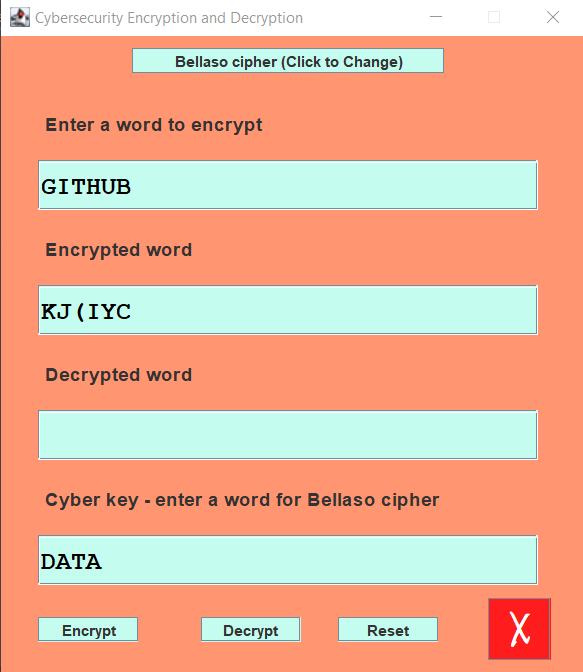 Cybersecurity Encryption and Decryption
Bellaso cipher (Click to Change)
Enter a word to encrypt
GITHUB
Encrypted word
KJ(IYC
Decrypted word
Cyber key - enter a word for Bellaso cipher
DATA
Encrypt Decrypt Reset X